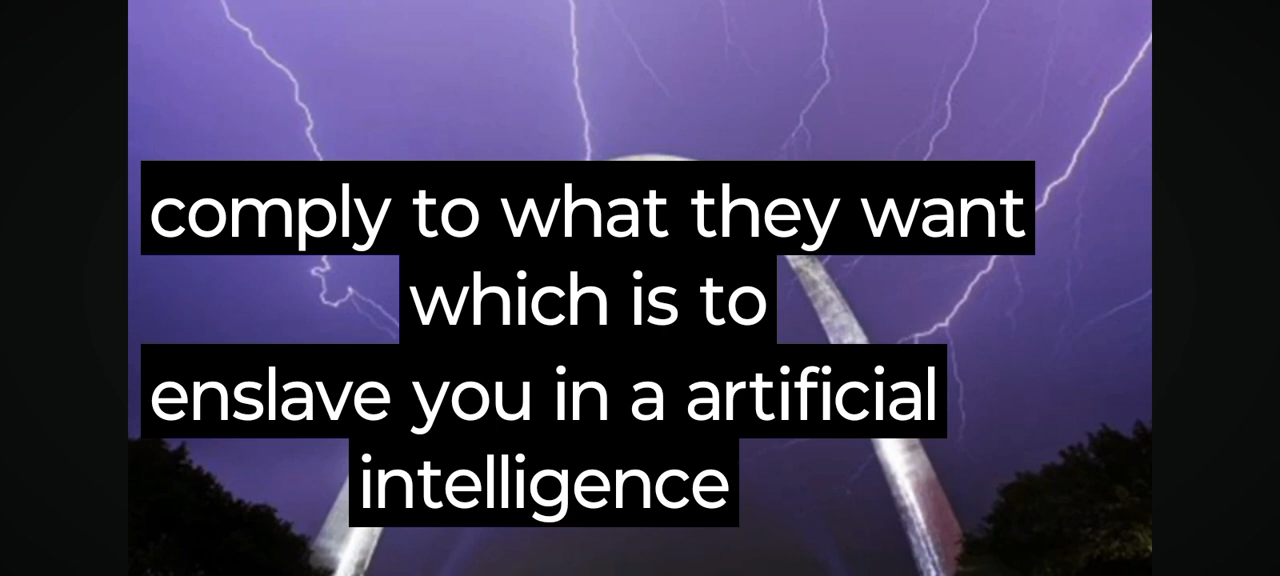 comply to what they want
which is to
enslave you in a artificial
intelligence